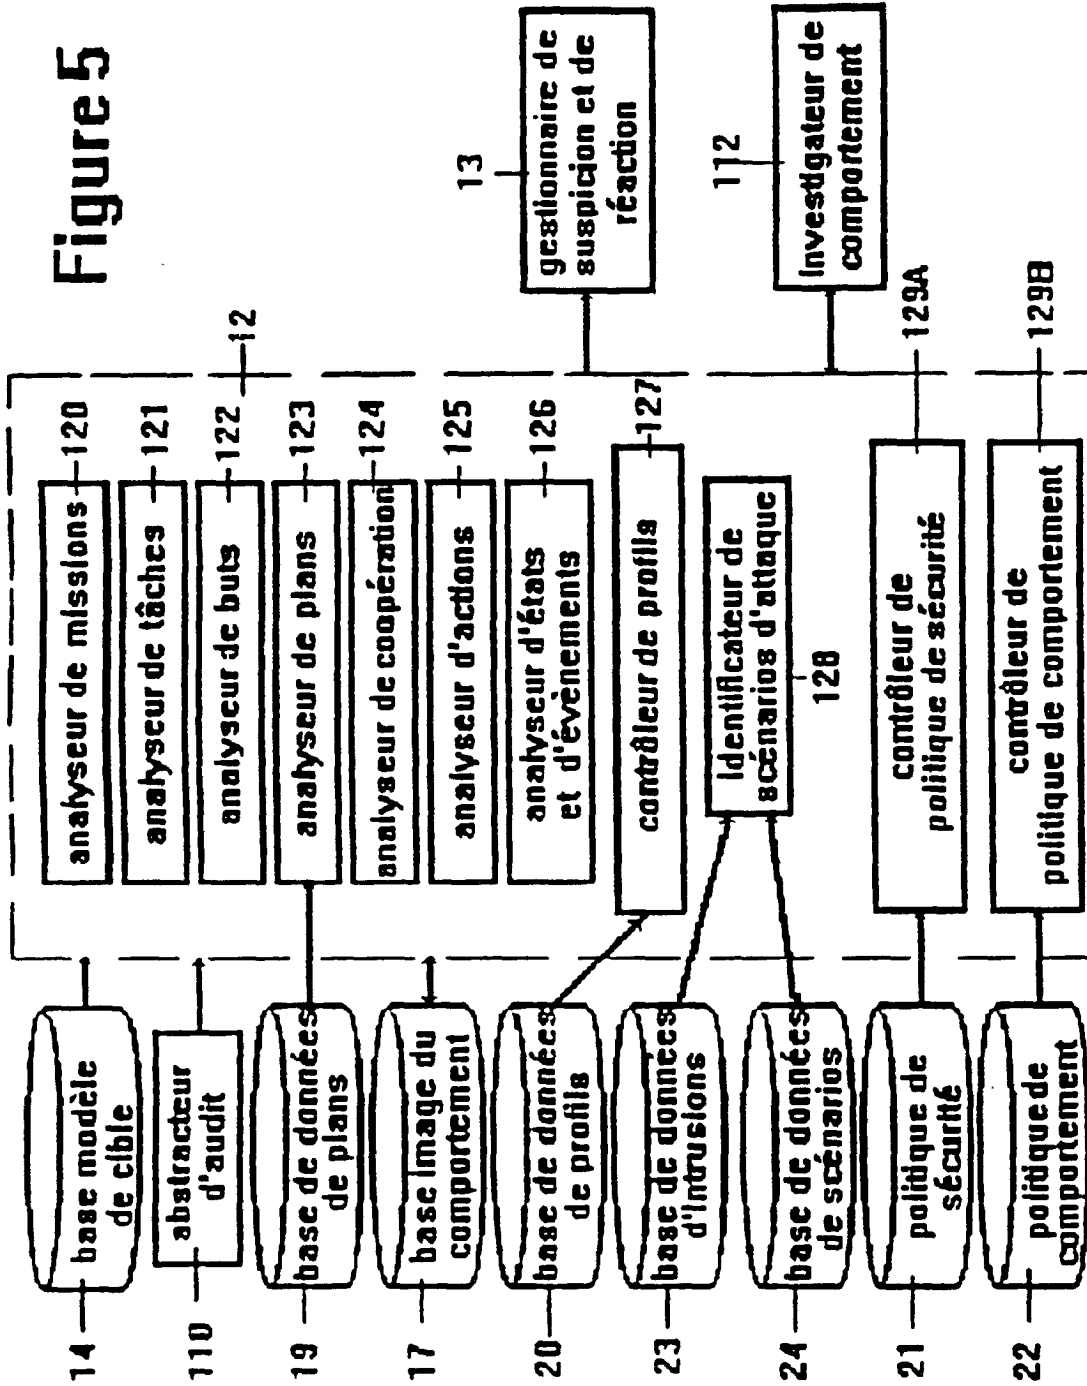 Figure 5
14
base modèle
de cible
110
abstracteur
d'audit
19
base de données
de plans
17
base image du
comportement
20
base de données
de profils
23
base de données
d'intrusions
24
base de données
de scénarios
21
politique de
sécurité
22
politique de
comportement
12
analyseur de missions
120
analyseur de tâches
121
analyseur de buts
122
analyseur de plans
123
analyseur de coopération
124
analyseur d'actions
125
analyseur d'états
et d'évènements
126
contrôleur de profils
127
identificateur de
scénarios d'attaque
128
contrôleur de
politique de sécurité
129A
contrôleur de
politique de comportement
129B
13
gestionnaire de
suspicion et de
réaction
112
investigateur de
comportement